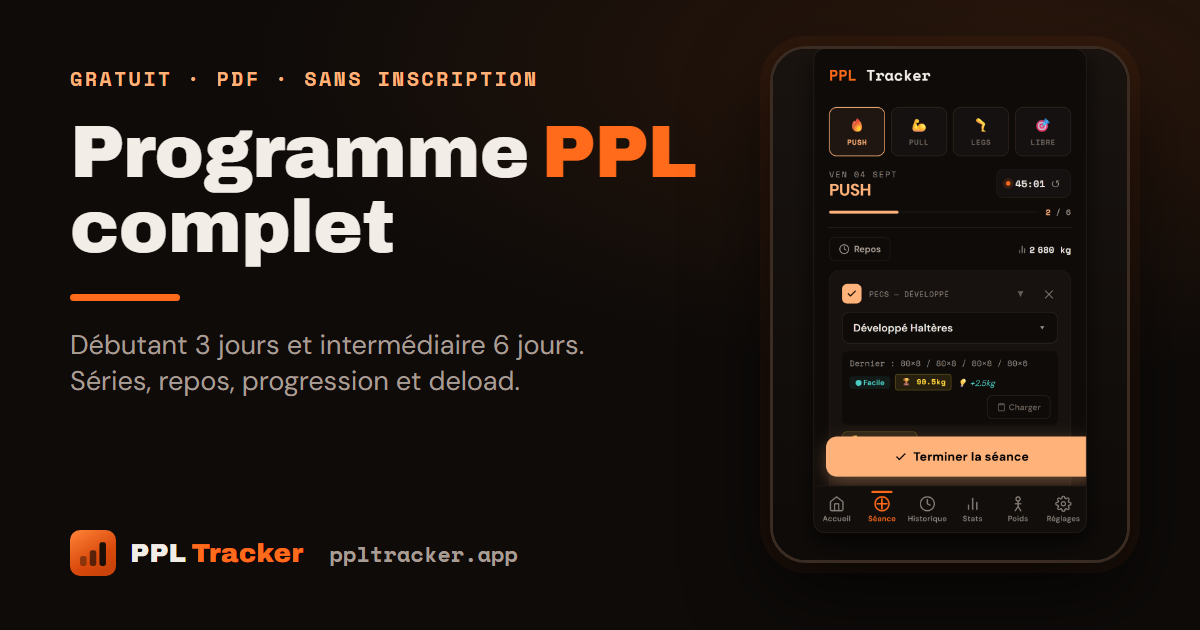 GRATUIT · PDF · SANS INSCRIPTION
Programme PPL
complet
Débutant 3 jours et intermédiaire 6 jours.
Séries, repos, progression et deload.
PPL Tracker
ppltracker.app
PPL Tracker
PUSH PULL LEGS LIBRE
VEN 04 SEPT
PUSH
45:01
2 / 6
Repos
2 680 kg
PECS — DÉVELOPPÉ
Développé Haltères
Dernier : 80×8 / 80×8 / 80×8 / 80×6
Facile 90.5kg +2.5kg
Charger
✓ Terminer la séance
Accueil Séance Historique Stats Poids Réglages